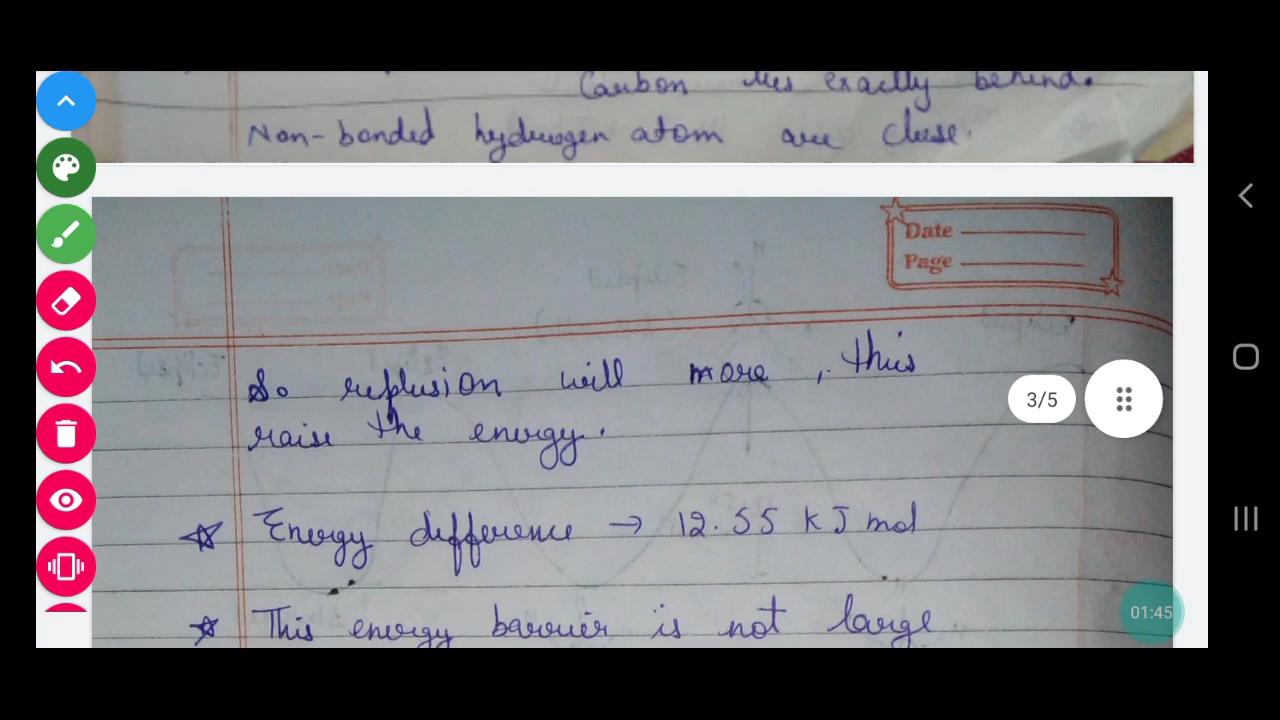 Carbon lies exactly behind.
Non-bonded hydrogen atom are close.
Date
Page
So replusion will more, this
raise the energy.
3/5
Energy difference → 12.55 kJ mol
01:45
This energy barrier is not large